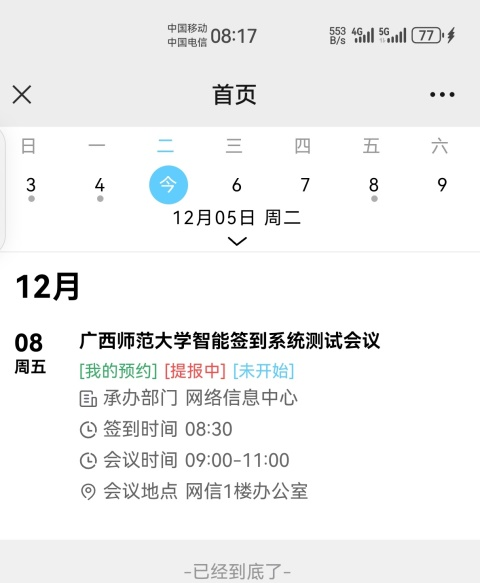 中国移动
中国电信
08:17
553
B/s
4G
5G
77
首页
日 一 二 三 四 五 六
3 4 今 6 7 8 9
12月05日 周二
12月
08
周五
广西师范大学智能签到系统测试会议
[我的预约] [提报中] [未开始]
承办部门 网络信息中心
签到时间 08:30
会议时间 09:00-11:00
会议地点 网信1楼办公室
-已经到底了-